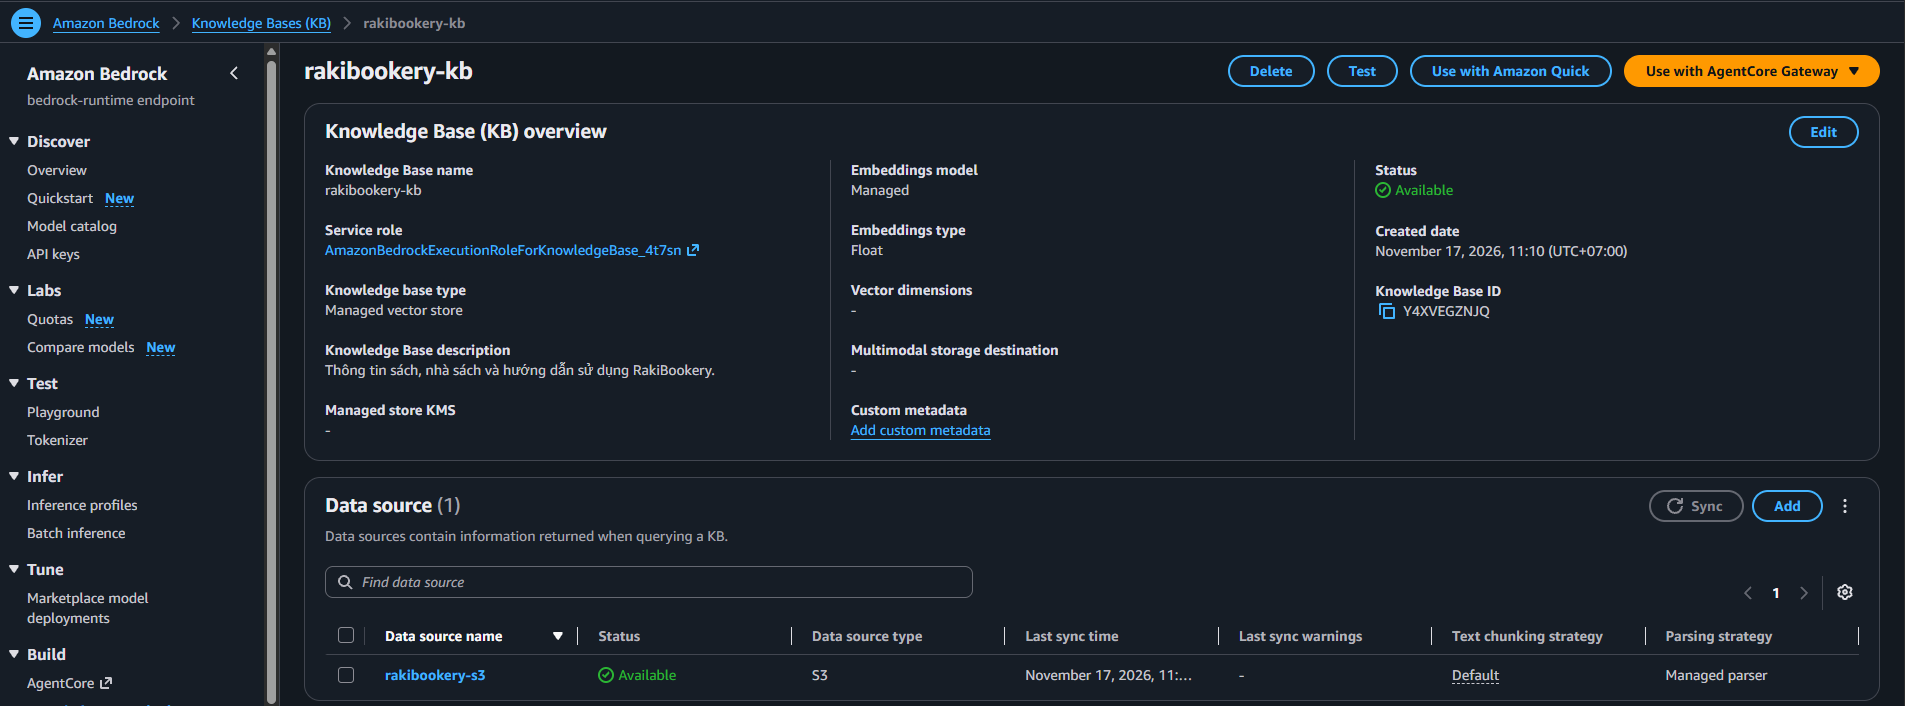 Amazon Bedrock
Knowledge Bases (KB)
rakibookery-kb
Amazon Bedrock
bedrock-runtime endpoint
Discover
Overview
Quickstart New
Model catalog
API keys
Labs
Quotas New
Compare models New
Test
Playground
Tokenizer
Infer
Inference profiles
Batch inference
Tune
Marketplace model
deployments
Build
AgentCore
rakibookery-kb
Delete
Test
Use with Amazon Quick
Use with AgentCore Gateway
Knowledge Base (KB) overview
Edit
Knowledge Base name
rakibookery-kb
Service role
AmazonBedrockExecutionRoleForKnowledgeBase_4t7sn
Knowledge base type
Managed vector store
Knowledge Base description
Thông tin sách, nhà sách và hướng dẫn sử dụng RakiBookery.
Managed store KMS
-
Embeddings model
Managed
Embeddings type
Float
Vector dimensions
-
Multimodal storage destination
-
Custom metadata
Add custom metadata
Status
Available
Created date
November 17, 2026, 11:10 (UTC+07:00)
Knowledge Base ID
Y4XVEGZNJQ
Data source (1)
Sync
Add
Data sources contain information returned when querying a KB.
Find data source
1
Data source name
Status
Data source type
Last sync time
Last sync warnings
Text chunking strategy
Parsing strategy
rakibookery-s3
Available
S3
November 17, 2026, 11:...
-
Default
Managed parser